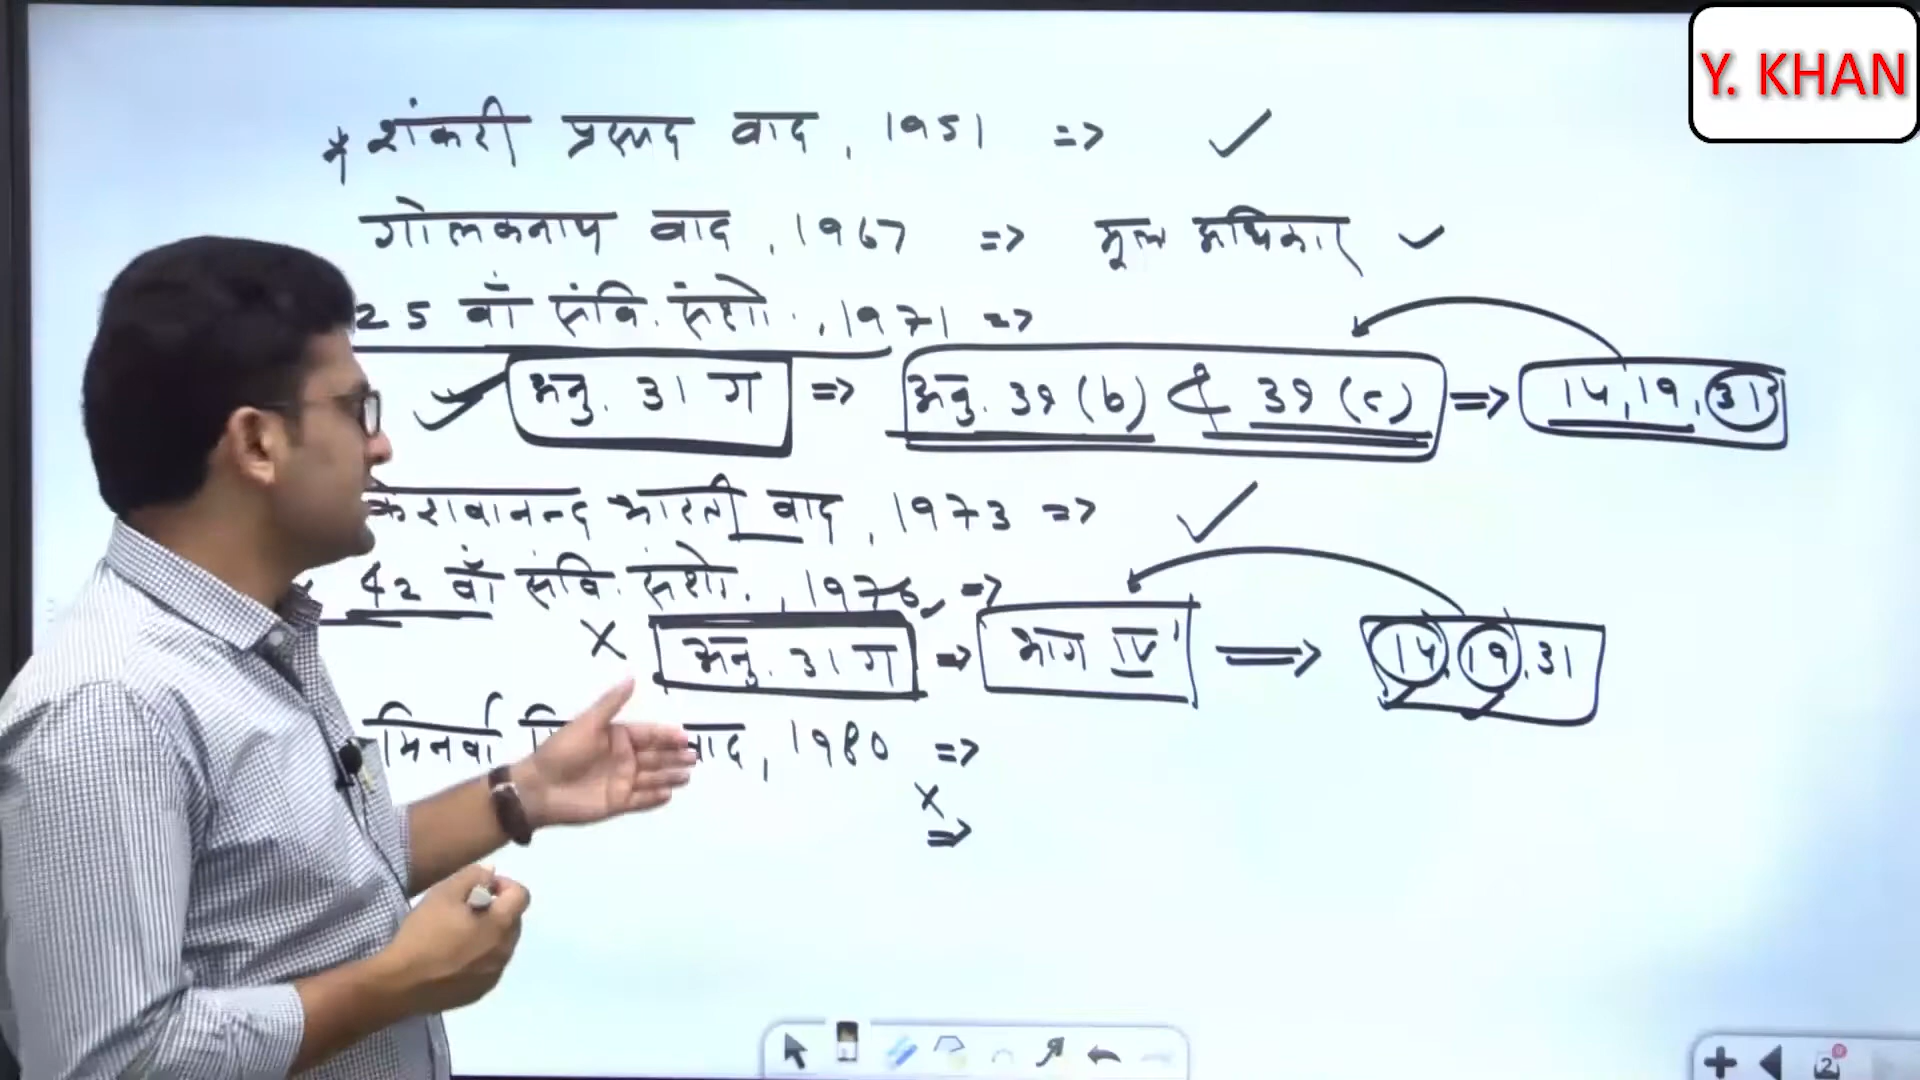 Y. KHAN
* शंकरी प्रसाद वाद, 1951 => ✓
गोलकनाथ वाद, 1967 => मूल अधिकार ✓
25 वाँ संवि. संशो., 1971 =>
✓ अनु. 31 ग => अनु. 39 (b) & 39 (c) => 14, 19, 31
केशवानन्द भारती वाद, 1973 => ✓
42 वाँ संवि. संशो., 1976 =>
X अनु. 31 ग => भाग IV => 14, 19, 31
मिनर्वा वाद, 1980 =>
X
=>
2